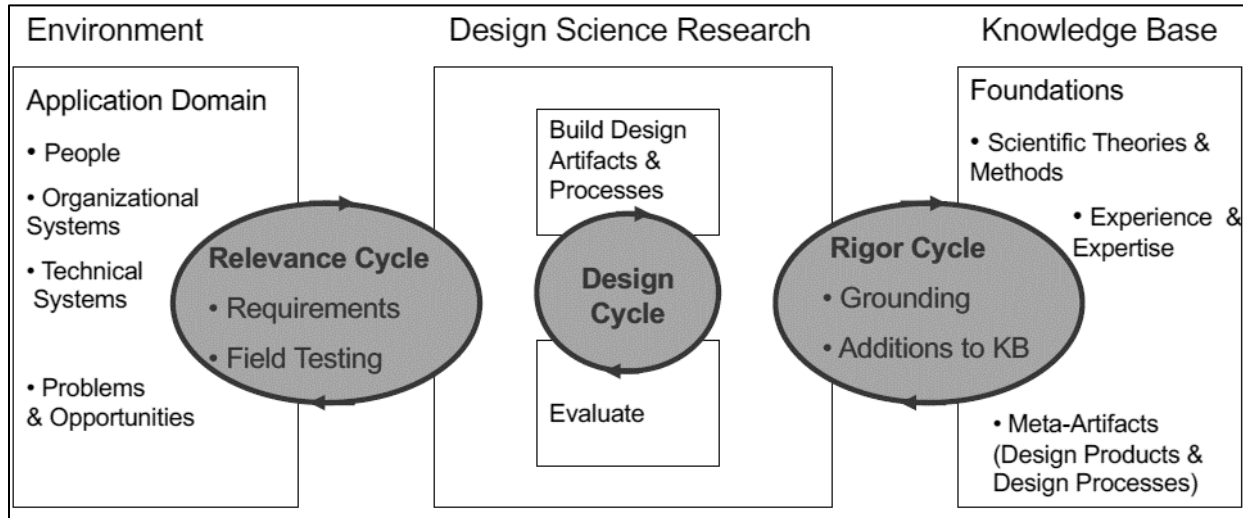 Environment
Design Science Research
Knowledge Base
Application Domain
• People
• Organizational
Systems
• Technical
Systems
• Problems
& Opportunities
Relevance Cycle
• Requirements
• Field Testing
Build Design
Artifacts &
Processes
Design
Cycle
Evaluate
Rigor Cycle
• Grounding
• Additions to KB
Foundations
• Scientific Theories &
Methods
• Experience &
Expertise
• Meta-Artifacts
(Design Products &
Design Processes)